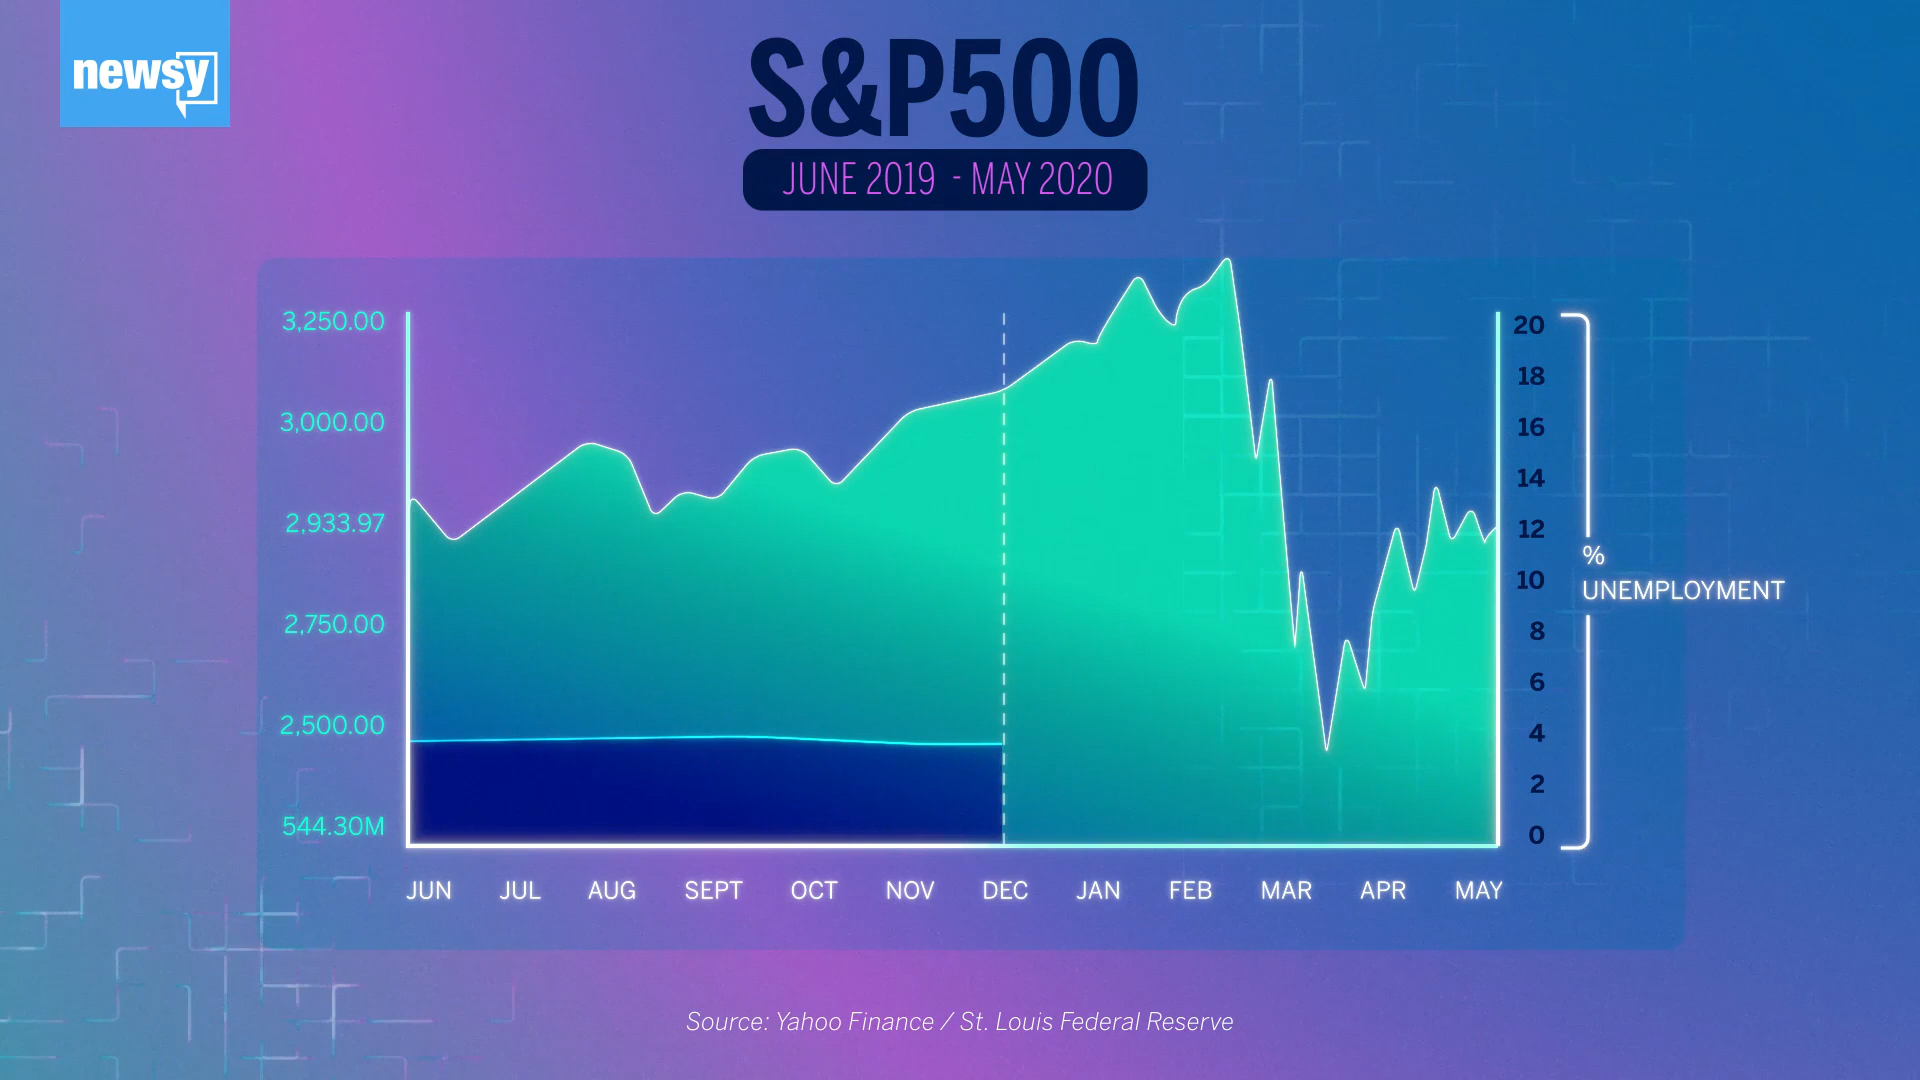 newsy
S&P500
JUNE 2019 - MAY 2020
3,250.00
3,000.00
2,933.97
2,750.00
2,500.00
544.30M
20
18
16
14
12
10
8
6
4
2
0
%
UNEMPLOYMENT
JUN JUL AUG SEPT OCT NOV DEC JAN FEB MAR APR MAY
Source: Yahoo Finance / St. Louis Federal Reserve